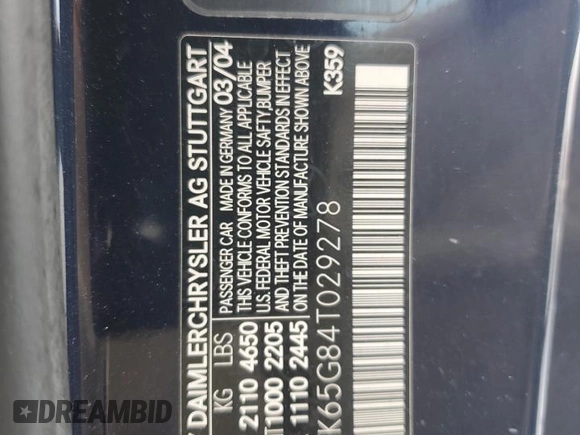 DAIMLERCHRYSLER AG STUTTGART
KG LBS PASSENGER CAR MADE IN GERMANY 03/04
2110 4650 THIS VEHICLE CONFORMS TO ALL APPLICABLE
U.S. FEDERAL MOTOR VEHICLE SAFTY,BUMPER
1000 2205 AND THEFT PREVENTION STANDARDS IN EFFECT
1110 2445 ON THE DATE OF MANUFACTURE SHOWN ABOVE
K359
K65G84T029278
DREAMBID